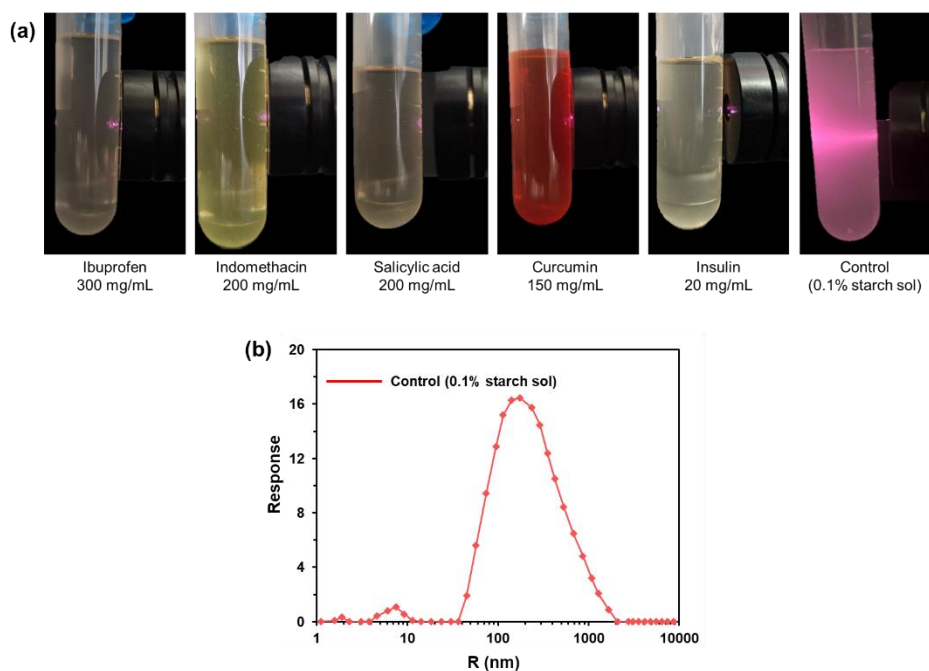 (a)
Ibuprofen
300 mg/mL
Indomethacin
200 mg/mL
Salicylic acid
200 mg/mL
Curcumin
150 mg/mL
Insulin
20 mg/mL
Control
(0.1% starch sol)
(b)
20
16
12
8
4
0
Response
Control (0.1% starch sol)
1
10
100
1000
10000
R (nm)